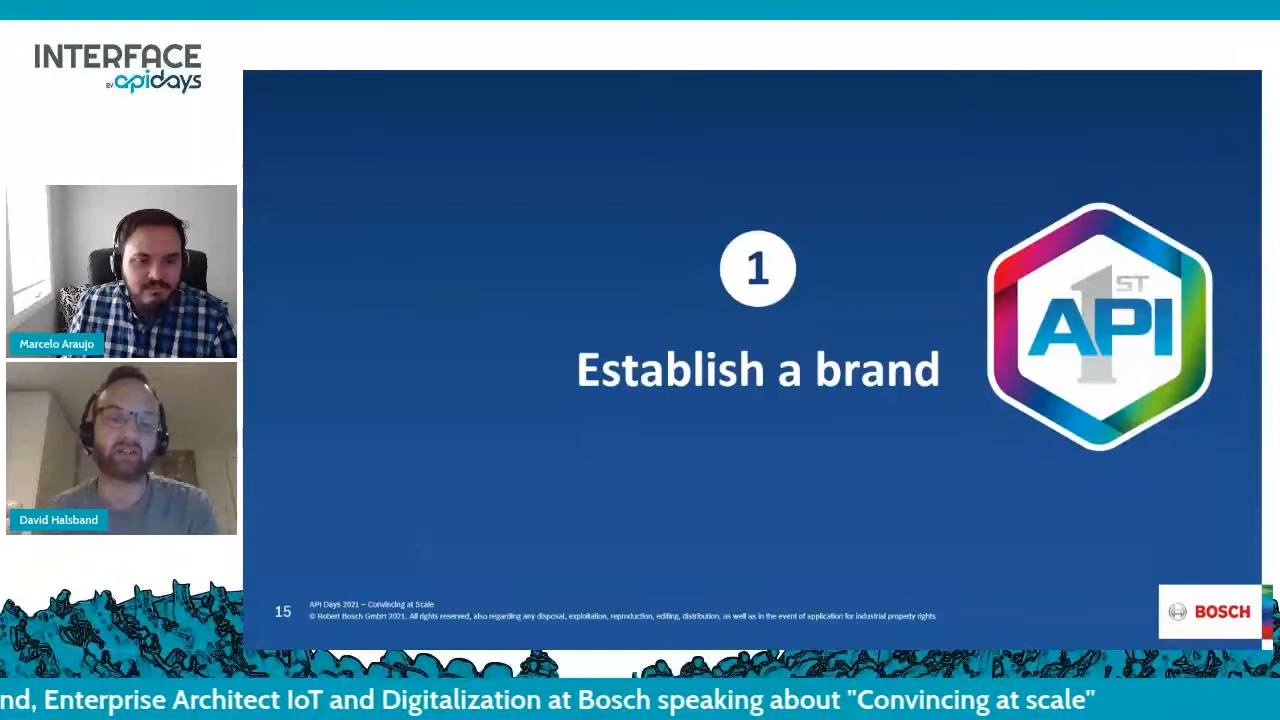 INTERFACE
BY apidays
Marcelo Araujo
David Halsband
1
Establish a brand
1ST
API
15
API Days 2021 – Convincing at Scale
© Robert Bosch GmbH 2021. All rights reserved, also regarding any disposal, exploitation, reproduction, editing, distribution, as well as in the event of application for industrial property rights
BOSCH
nd, Enterprise Architect IoT and Digitalization at Bosch speaking about "Convincing at scale"